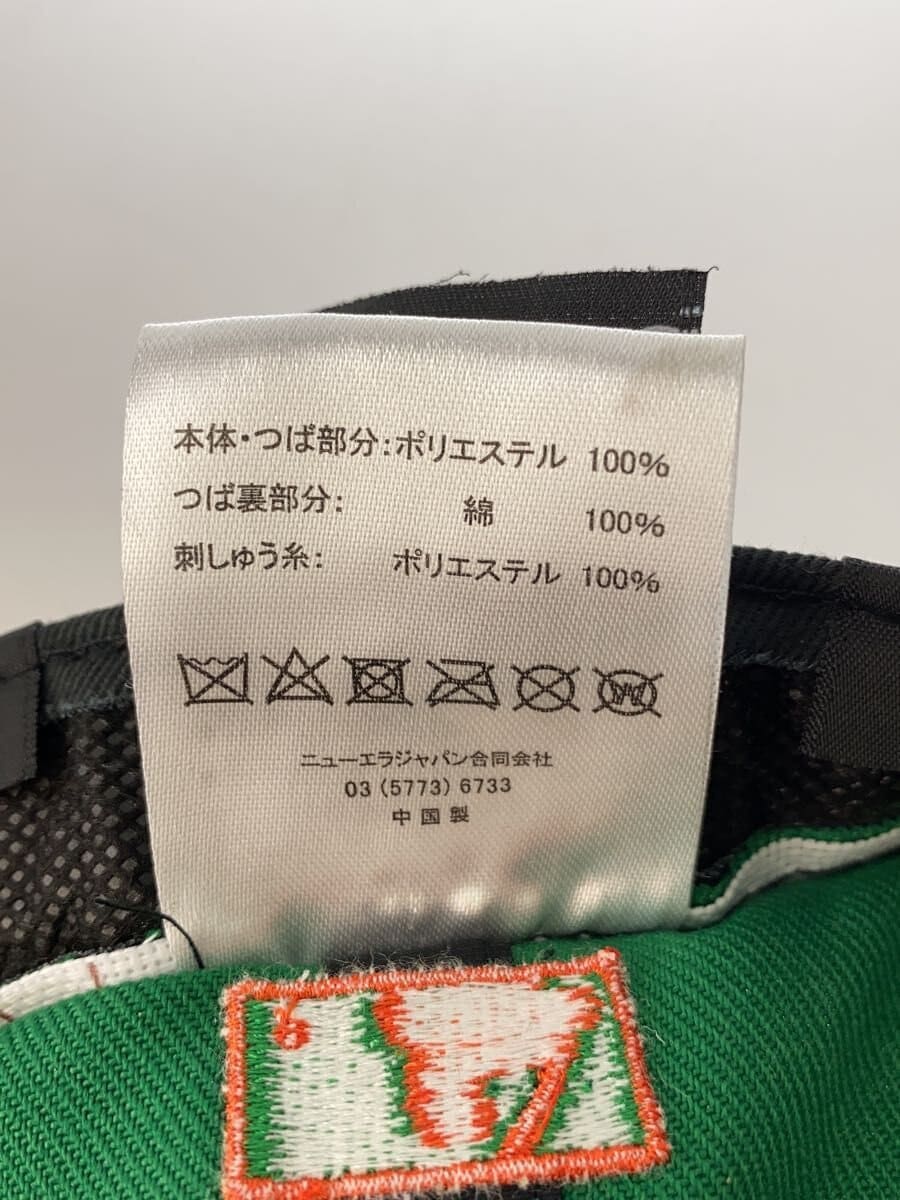 本体・つば部分:ポリエステル 100%
つば裏部分: 綿 100%
刺しゅう糸: ポリエステル 100%
ニューエラジャパン合同会社
03 (5773) 6733
中国製